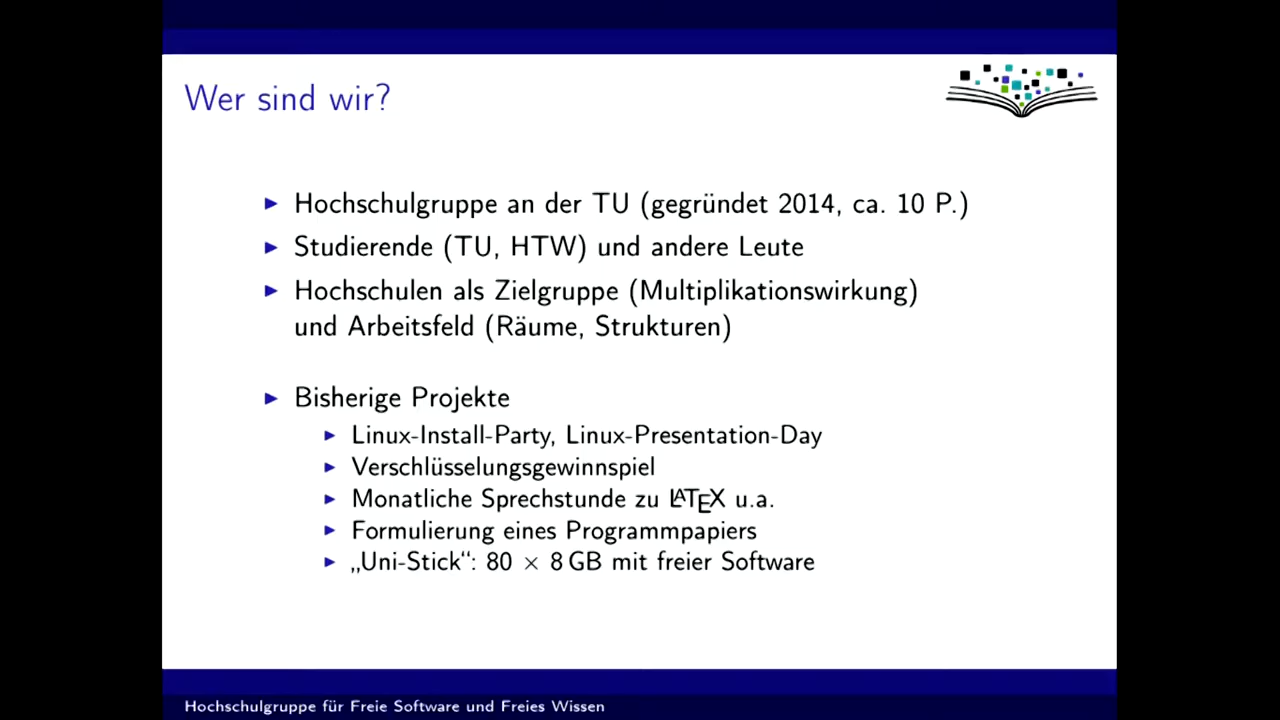 Wer sind wir?
Hochschulgruppe an der TU (gegründet 2014, ca. 10 P.)
Studierende (TU, HTW) und andere Leute
Hochschulen als Zielgruppe (Multiplikationswirkung)
und Arbeitsfeld (Räume, Strukturen)
Bisherige Projekte
Linux-Install-Party, Linux-Presentation-Day
Verschlüsselungsgewinnspiel
Monatliche Sprechstunde zu LATEX u.a.
Formulierung eines Programmpapiers
„Uni-Stick“: 80 × 8 GB mit freier Software
Hochschulgruppe für Freie Software und Freies Wissen